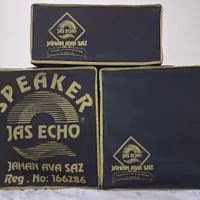 JAS ECHO
JAHAN AVA SAZ
SPEAKER
JAS ECHO
JAHAN AVA SAZ
Reg. No: 166286
JAS ECHO
JAHAN AVA SAZ